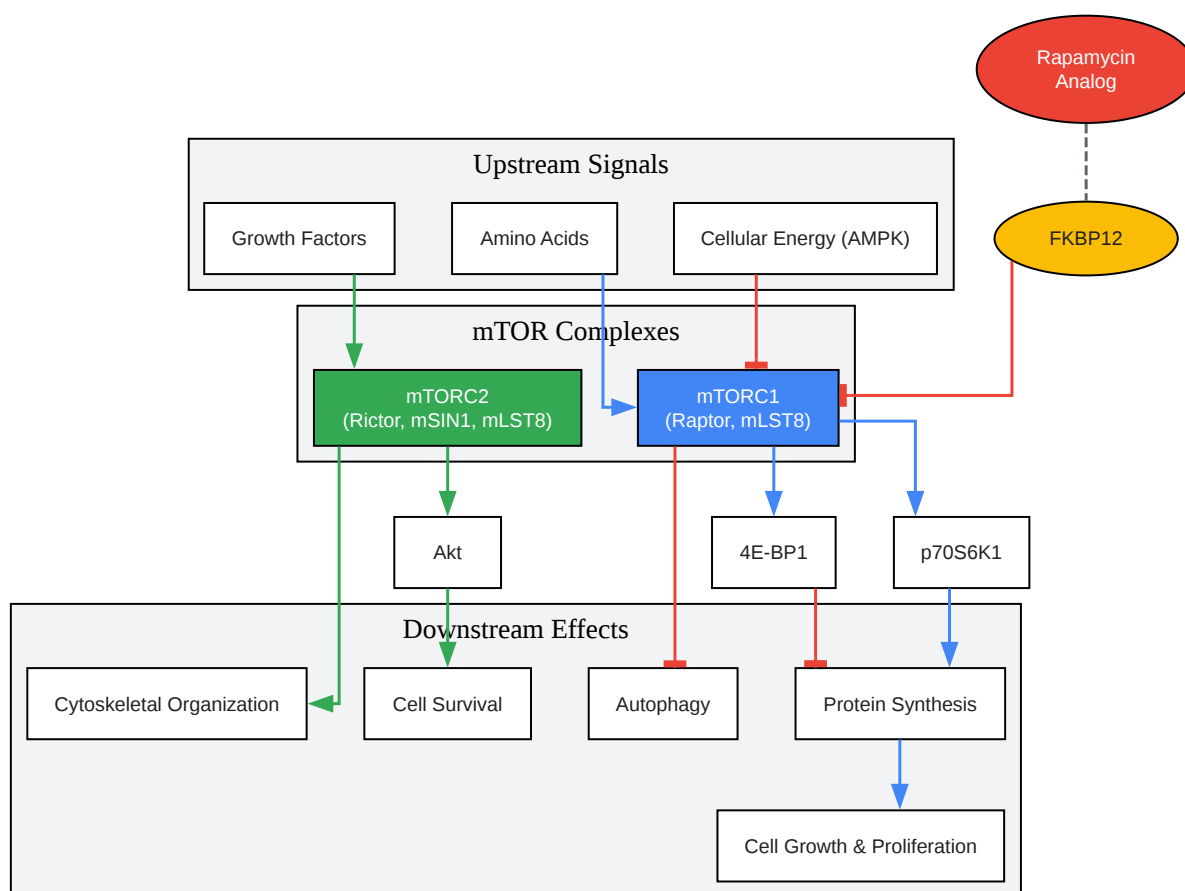 Rapamycin
Analog
Upstream Signals
Growth Factors
Amino Acids
Cellular Energy (AMPK)
FKBP12
mTOR Complexes
mTORC2
(Rictor, mSIN1, mLST8)
mTORC1
(Raptor, mLST8)
Akt
4E-BP1
p70S6K1
Downstream Effects
Cytoskeletal Organization
Cell Survival
Autophagy
Protein Synthesis
Cell Growth & Proliferation